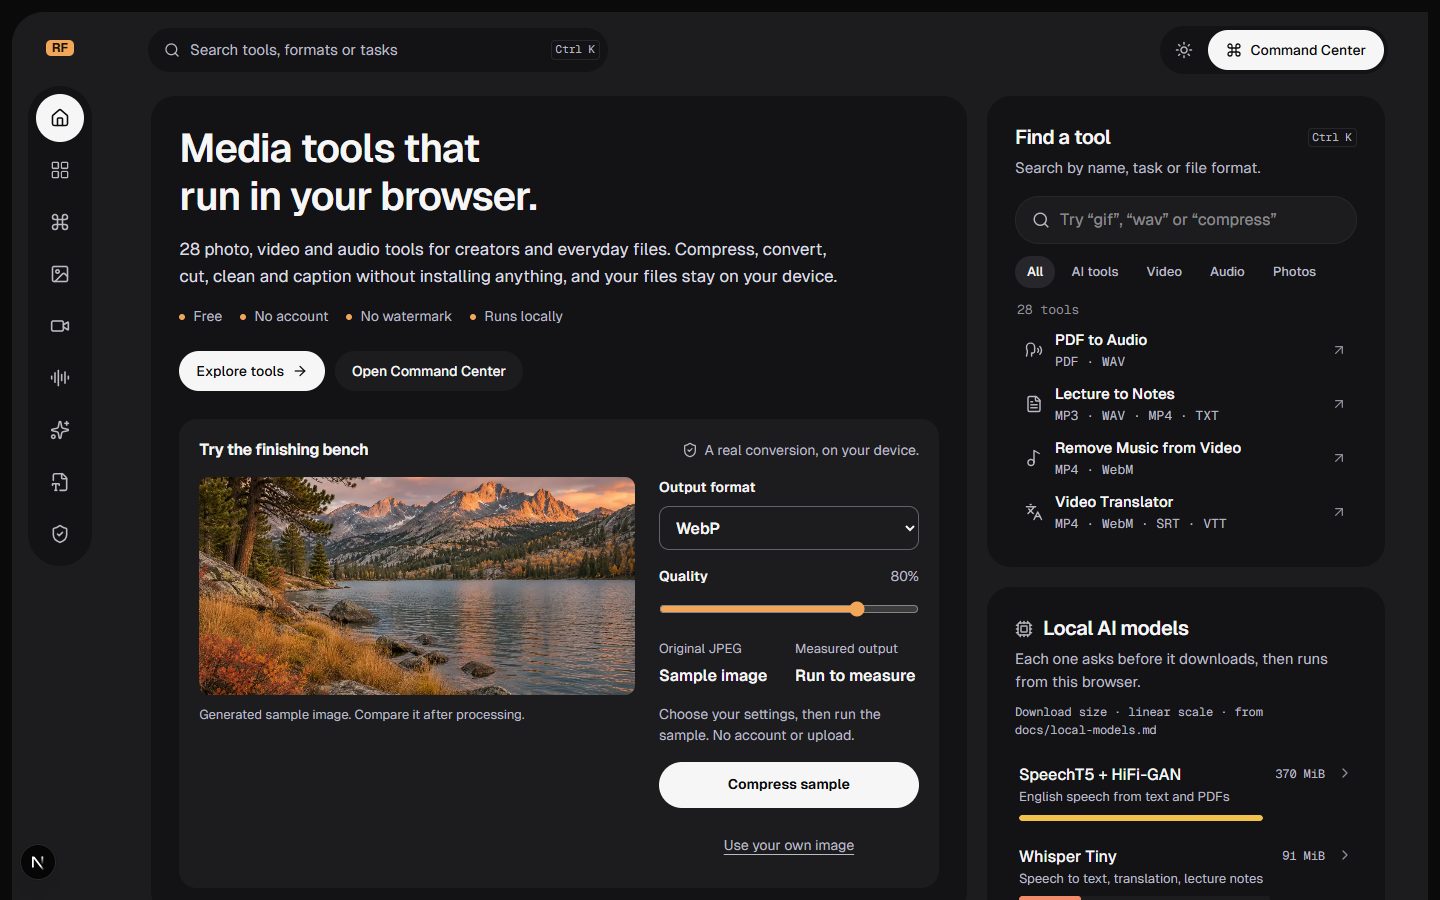 RF
Search tools, formats or tasks
Ctrl K
Command Center
Media tools that
run in your browser.
28 photo, video and audio tools for creators and everyday files. Compress, convert,
cut, clean and caption without installing anything, and your files stay on your device.
Free
No account
No watermark
Runs locally
Explore tools
Open Command Center
Try the finishing bench
A real conversion, on your device.
Generated sample image. Compare it after processing.
Output format
WebP
Quality
80%
Original JPEG
Measured output
Sample image
Run to measure
Choose your settings, then run the
sample. No account or upload.
Compress sample
Use your own image
Find a tool
Ctrl K
Search by name, task or file format.
Try “gif”, “wav” or “compress”
All
AI tools
Video
Audio
Photos
28 tools
PDF to Audio
PDF · WAV
Lecture to Notes
MP3 · WAV · MP4 · TXT
Remove Music from Video
MP4 · WebM
Video Translator
MP4 · WebM · SRT · VTT
Local AI models
Each one asks before it downloads, then runs
from this browser.
Download size · linear scale · from
docs/local-models.md
SpeechT5 + HiFi-GAN
370 MiB
English speech from text and PDFs
Whisper Tiny
91 MiB
Speech to text, translation, lecture notes
N